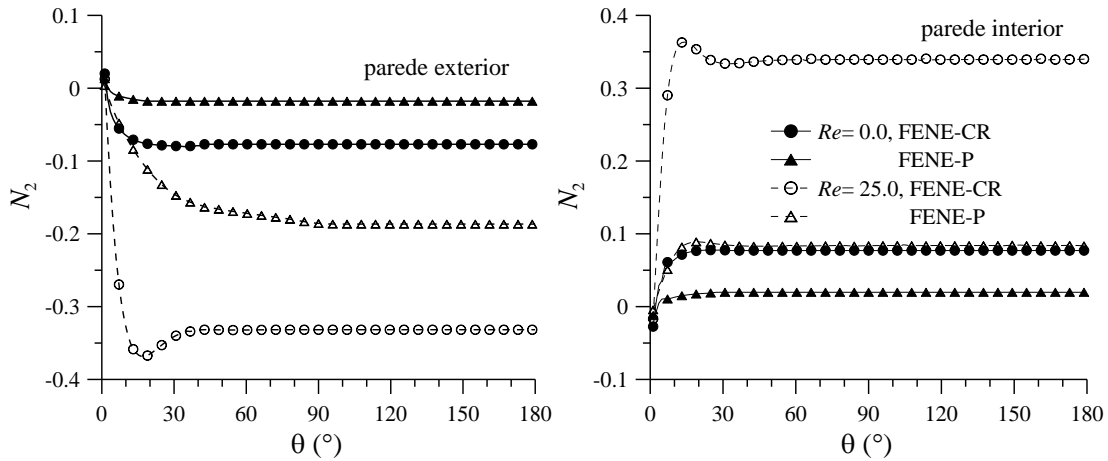 0.1
0
-0.1
-0.2
-0.3
-0.4
N2
0 30 60 90 120 150 180
θ (°)
parede exterior
0.4
0.3
0.2
0.1
0
-0.1
N2
0 30 60 90 120 150 180
θ (°)
parede interior
Re= 0.0, FENE-CR
FENE-P
Re= 25.0, FENE-CR
FENE-P